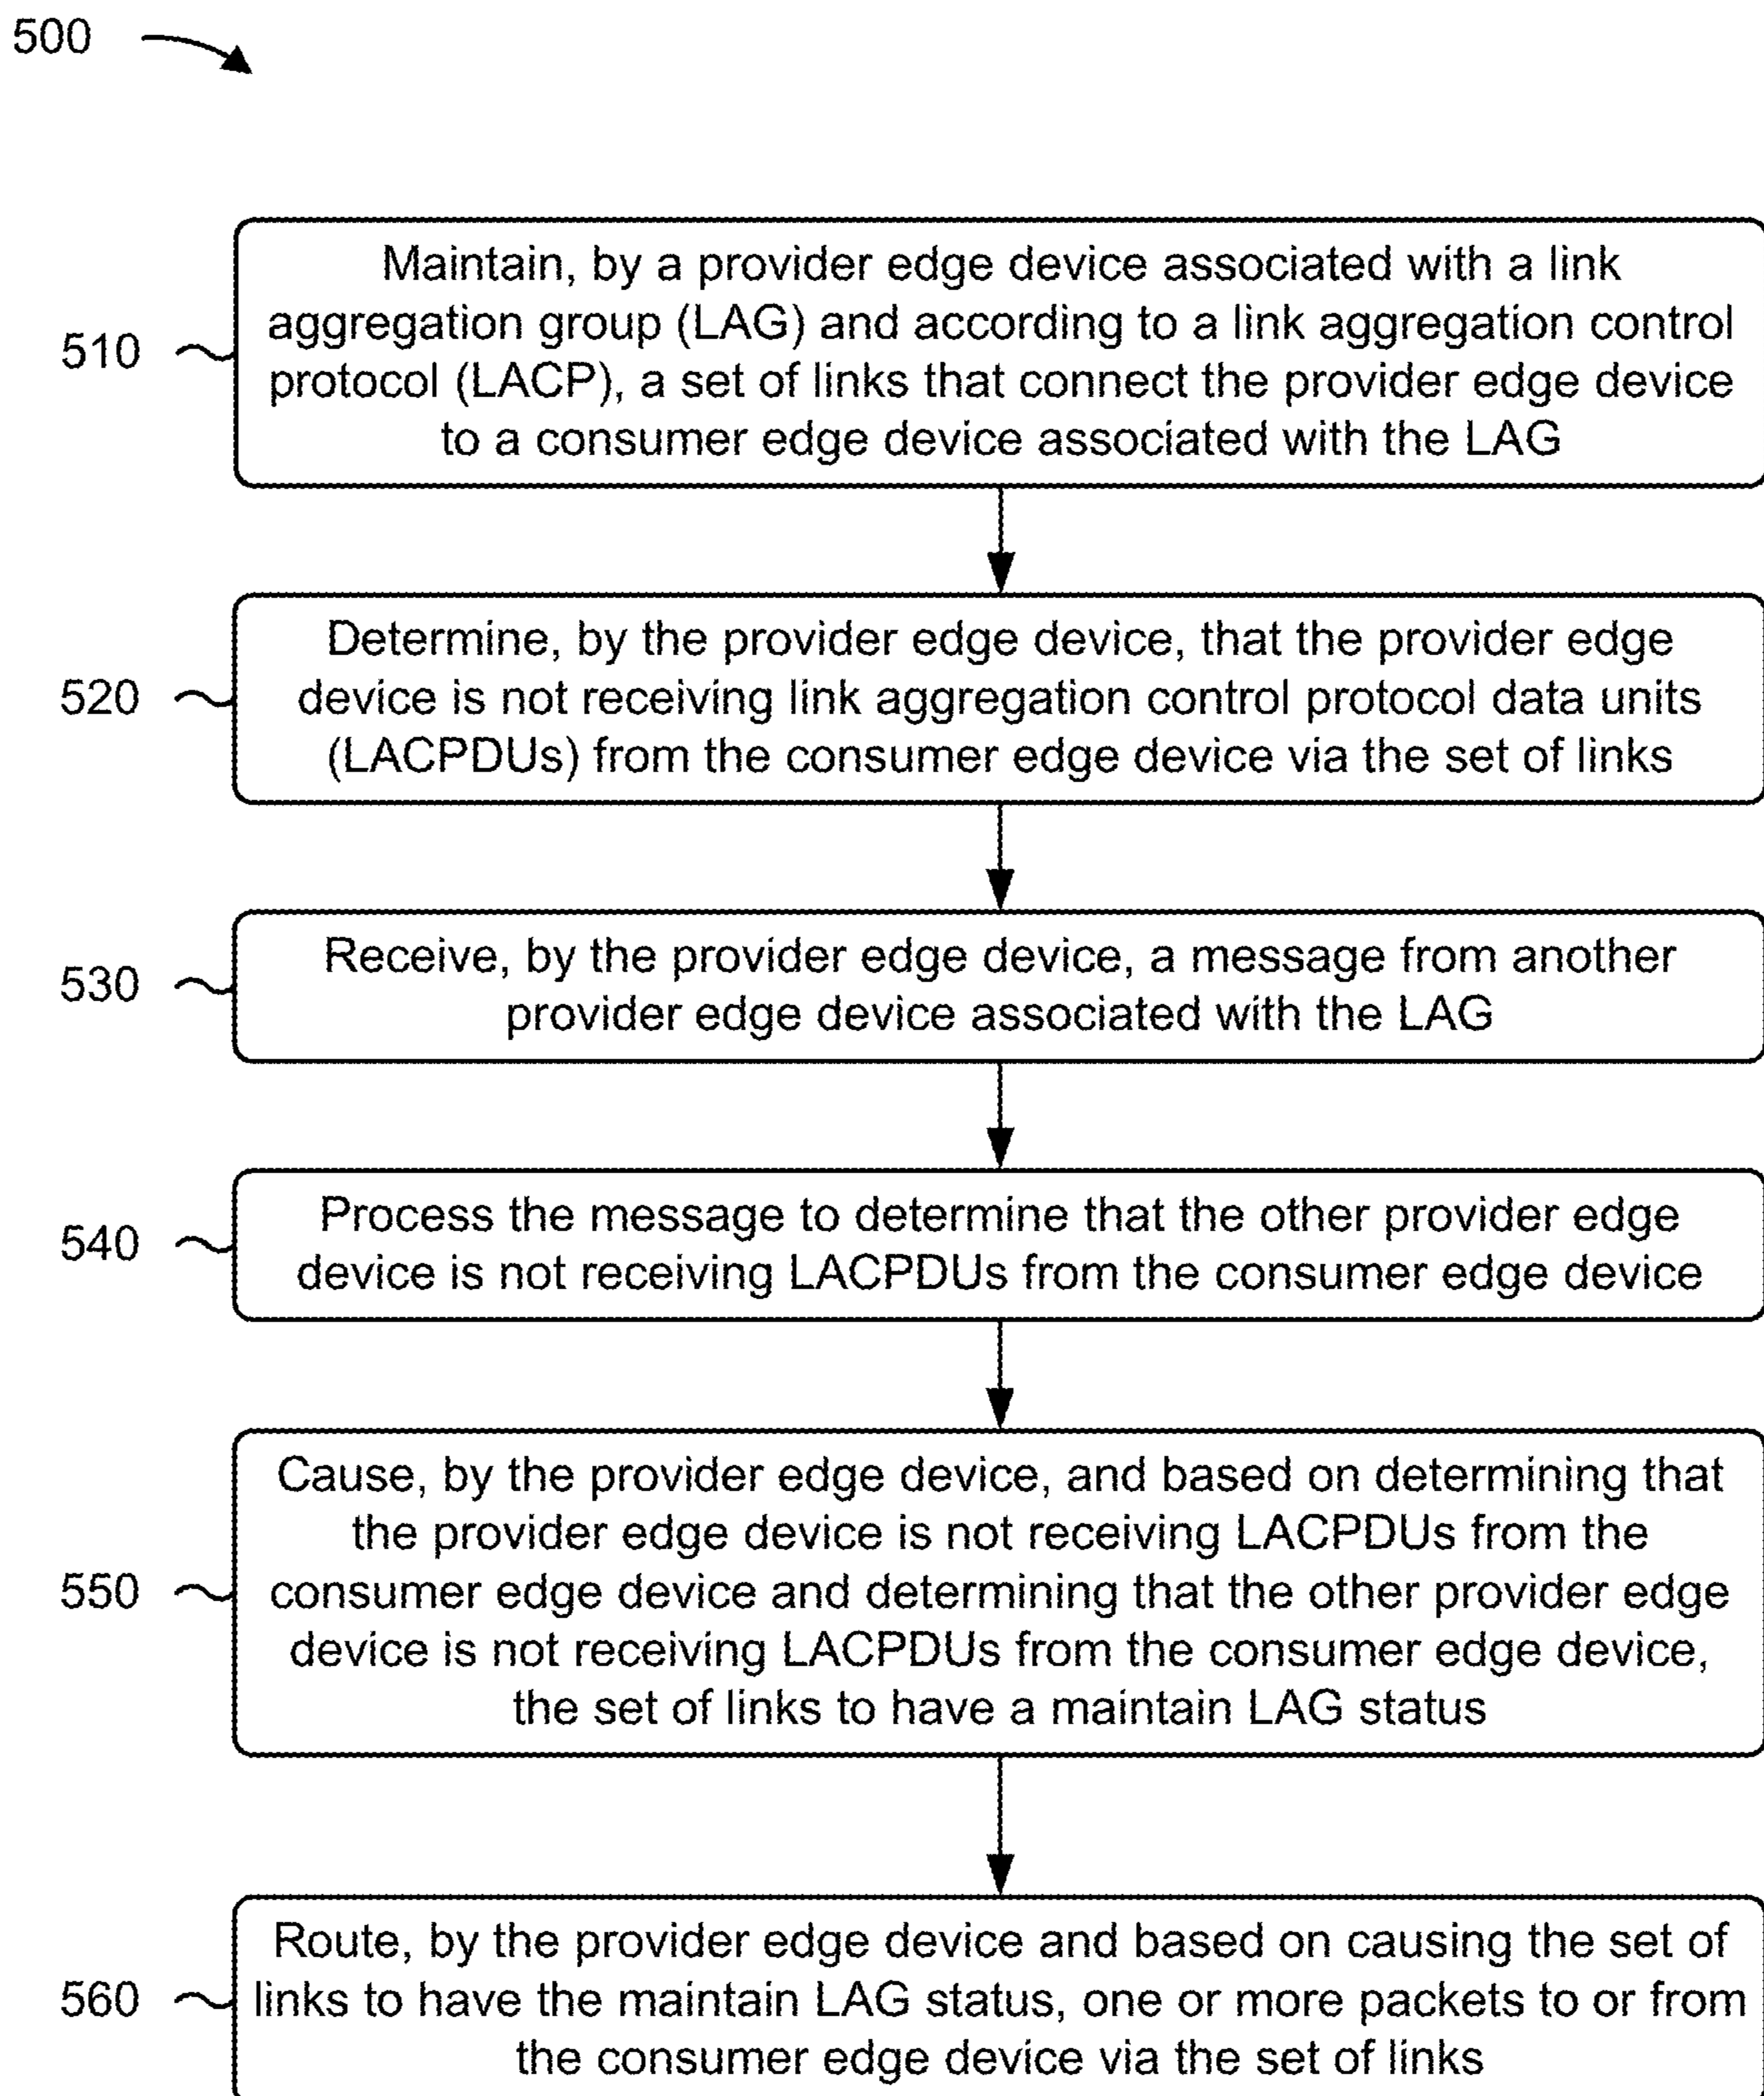 500
510
Maintain, by a provider edge device associated with a link
aggregation group (LAG) and according to a link aggregation control
protocol (LACP), a set of links that connect the provider edge device
to a consumer edge device associated with the LAG
520
Determine, by the provider edge device, that the provider edge
device is not receiving link aggregation control protocol data units
(LACPDUs) from the consumer edge device via the set of links
530
Receive, by the provider edge device, a message from another
provider edge device associated with the LAG
540
Process the message to determine that the other provider edge
device is not receiving LACPDUs from the consumer edge device
550
Cause, by the provider edge device, and based on determining that
the provider edge device is not receiving LACPDUs from the
consumer edge device and determining that the other provider edge
device is not receiving LACPDUs from the consumer edge device,
the set of links to have a maintain LAG status
560
Route, by the provider edge device and based on causing the set of
links to have the maintain LAG status, one or more packets to or from
the consumer edge device via the set of links